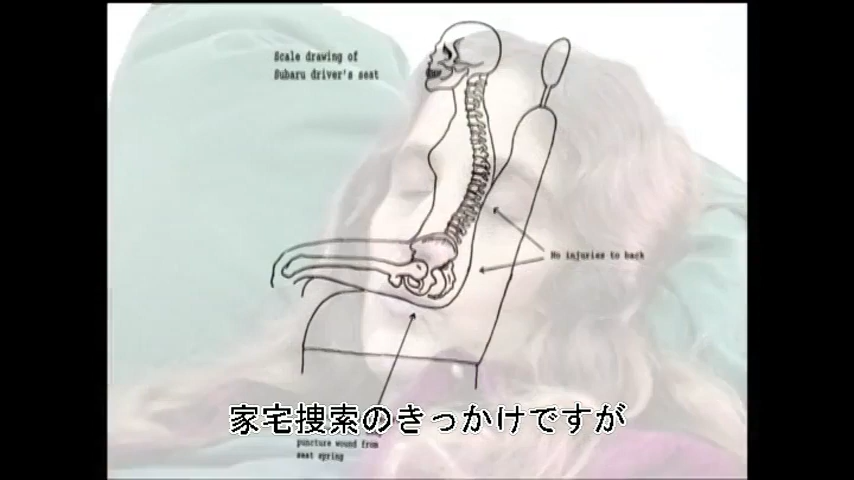 Scale drawing of
Subaru driver's seat
No injuries to back
家宅捜索のきっかけですが
puncture wound from
seat spring